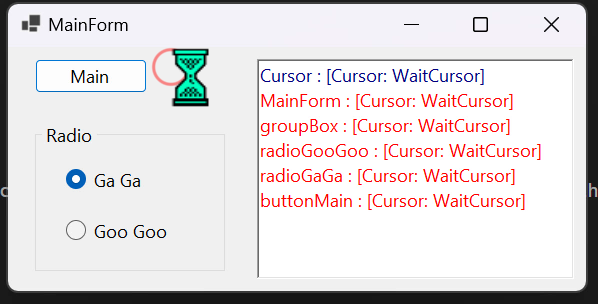 MainForm
Main
Radio
Ga Ga
Goo Goo
Cursor : [Cursor: WaitCursor]
MainForm : [Cursor: WaitCursor]
groupBox : [Cursor: WaitCursor]
radioGooGoo : [Cursor: WaitCursor]
radioGaGa : [Cursor: WaitCursor]
buttonMain : [Cursor: WaitCursor]